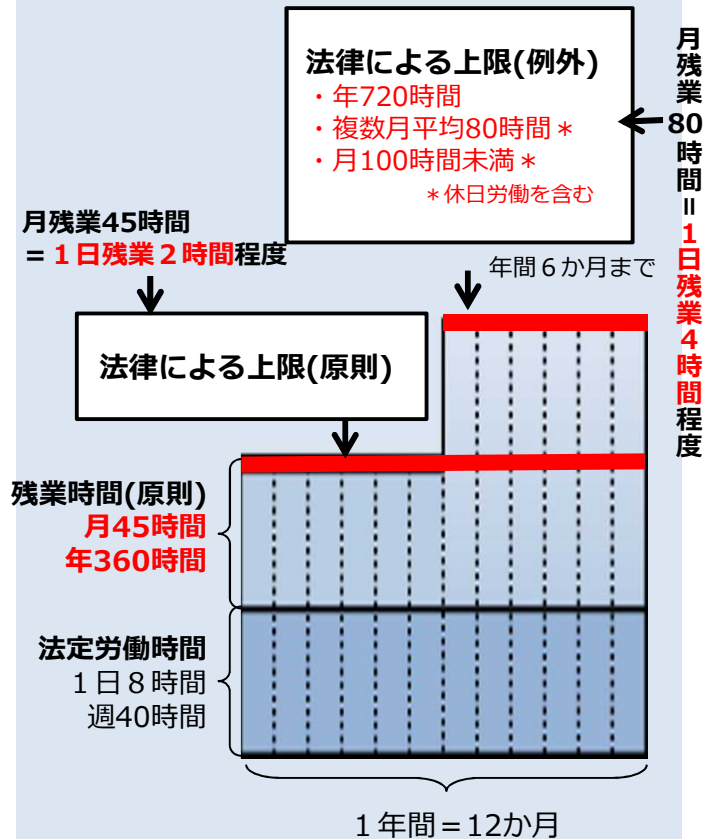 法律による上限(例外)
・年720時間
・複数月平均80時間＊
・月100時間未満＊
＊休日労働を含む
月残業80時間＝１日残業４時間程度
月残業45時間
=１日残業２時間程度
年間６か月まで
法律による上限(原則)
残業時間(原則)
月45時間
年360時間
法定労働時間
１日８時間
週40時間
１年間＝12か月